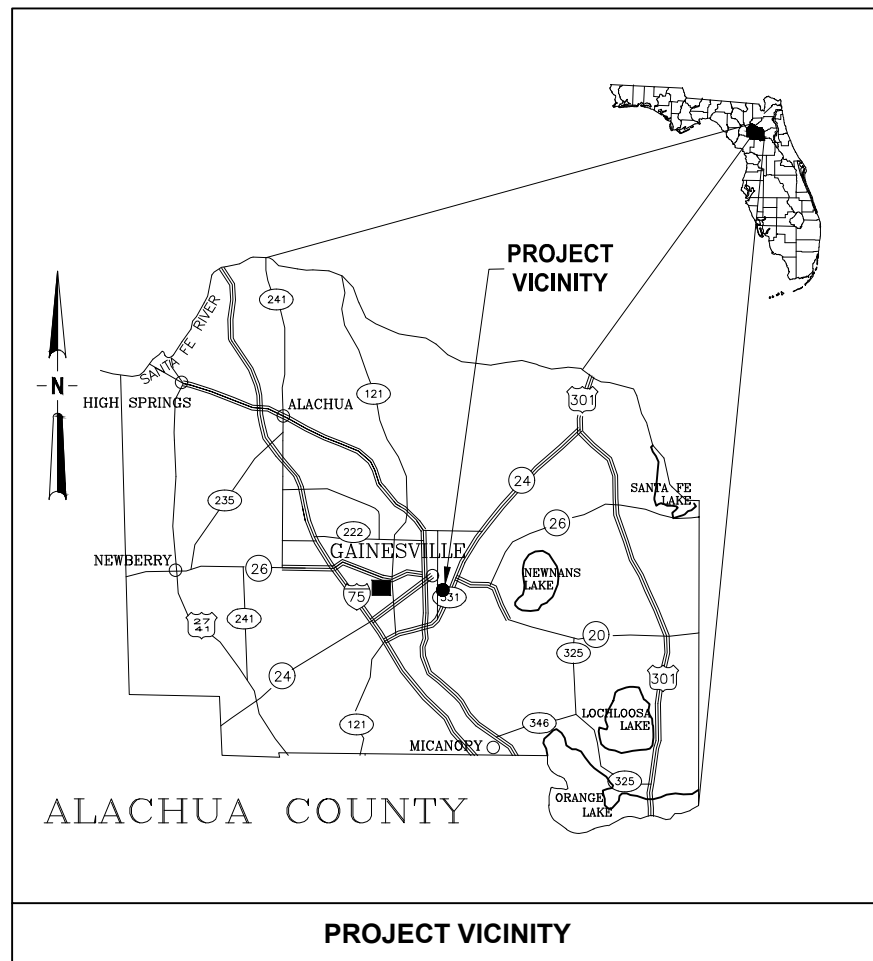 PROJECT
VICINITY
241
SANTA FE RIVER
121
-N-
HIGH SPRINGS
ALACHUA
301
24
235
SANTA FE
LAKE
222
26
GAINESVILLE
NEWBERRY
26
NEWNANS
LAKE
75
331
27
41
241
20
325
24
301
LOCHLOOSA
LAKE
121
346
MICANOPY
325
ORANGE
LAKE
ALACHUA COUNTY
PROJECT VICINITY